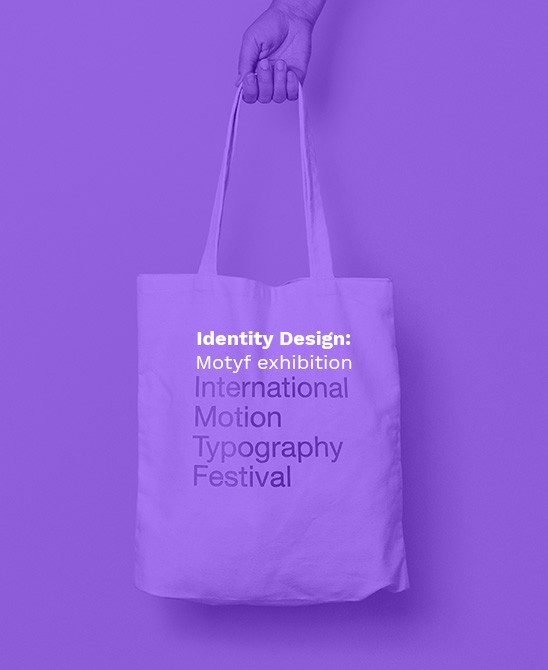 Identity Design:
Motyf exhibition
International
Motion
Typography
Festival